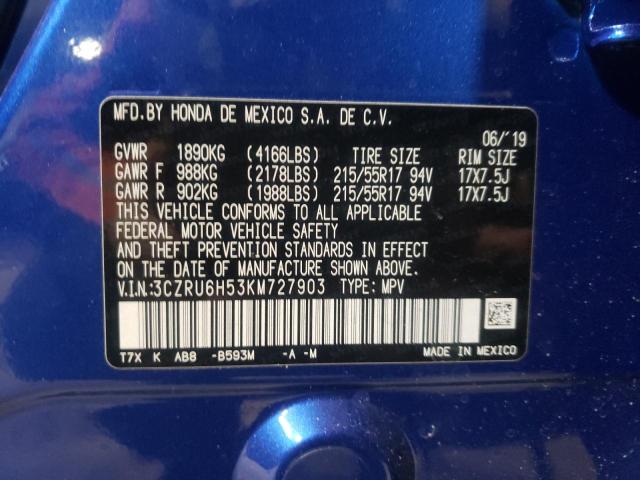 MFD.BY HONDA DE MEXICO S.A. DE C.V.
06/'19
GVWR 1890KG (4166LBS) TIRE SIZE RIM SIZE
GAWR F 988KG (2178LBS) 215/55R17 94V 17X7.5J
GAWR R 902KG (1988LBS) 215/55R17 94V 17X7.5J
THIS VEHICLE CONFORMS TO ALL APPLICABLE
FEDERAL MOTOR VEHICLE SAFETY
AND THEFT PREVENTION STANDARDS IN EFFECT
ON THE DATE OF MANUFACTURE SHOWN ABOVE.
V.I.N.:3CZRU6H53KM727903 TYPE: MPV
T7X K AB8 -B593M -A -M
MADE IN MEXICO